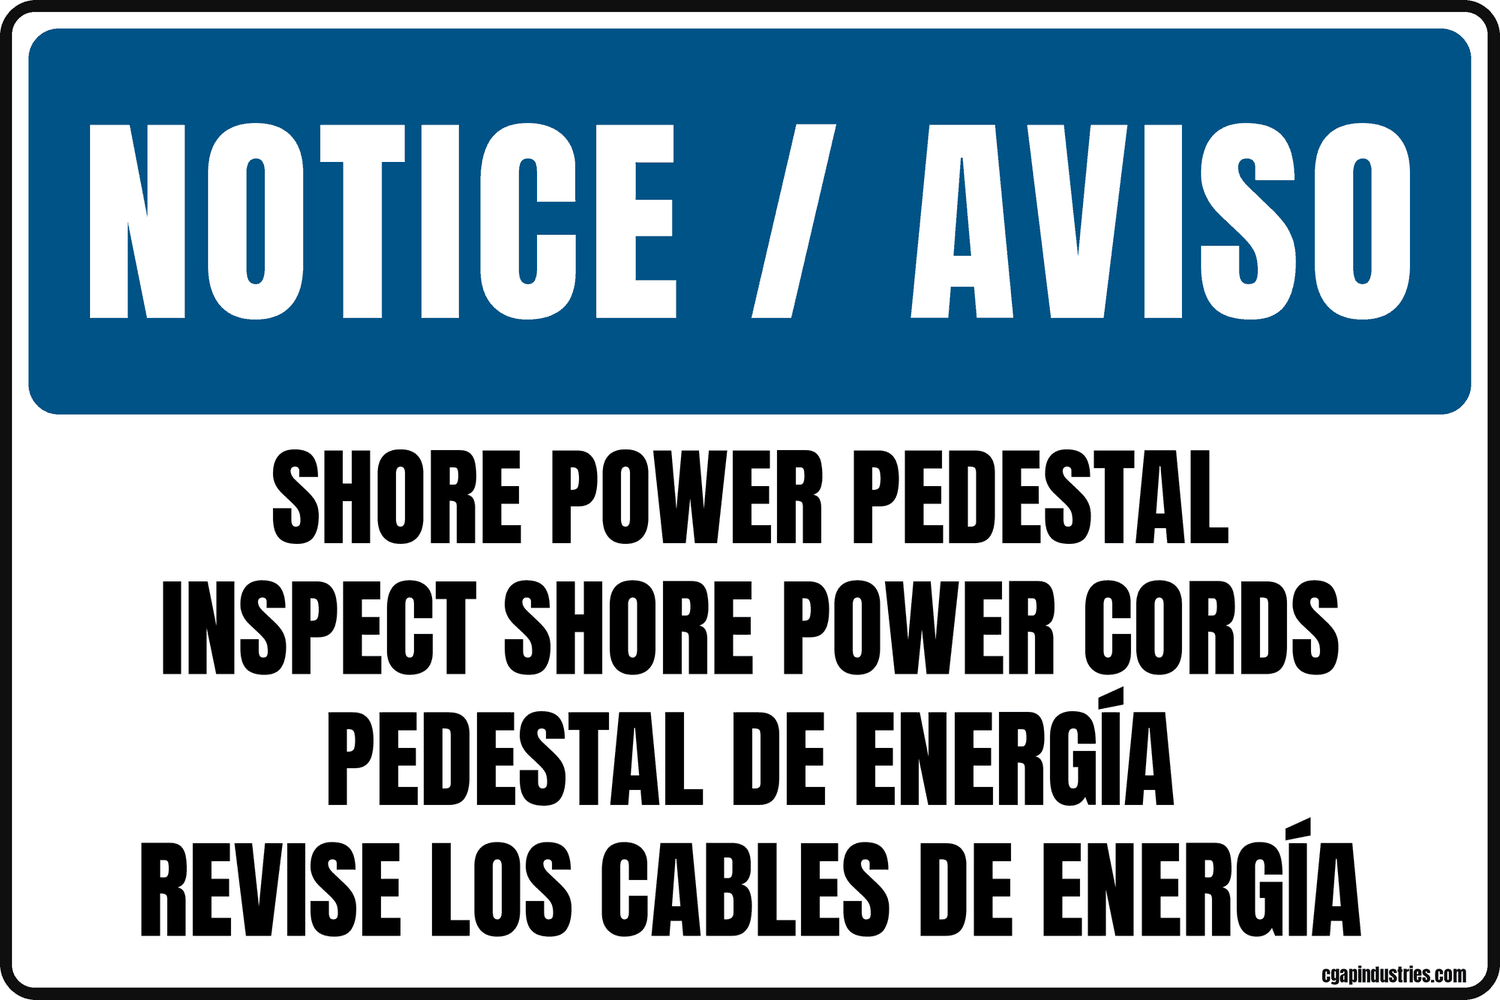 NOTICE / AVISO
SHORE POWER PEDESTAL
INSPECT SHORE POWER CORDS
PEDESTAL DE ENERGÍA
REVISE LOS CABLES DE ENERGÍA
cgapindustries.com